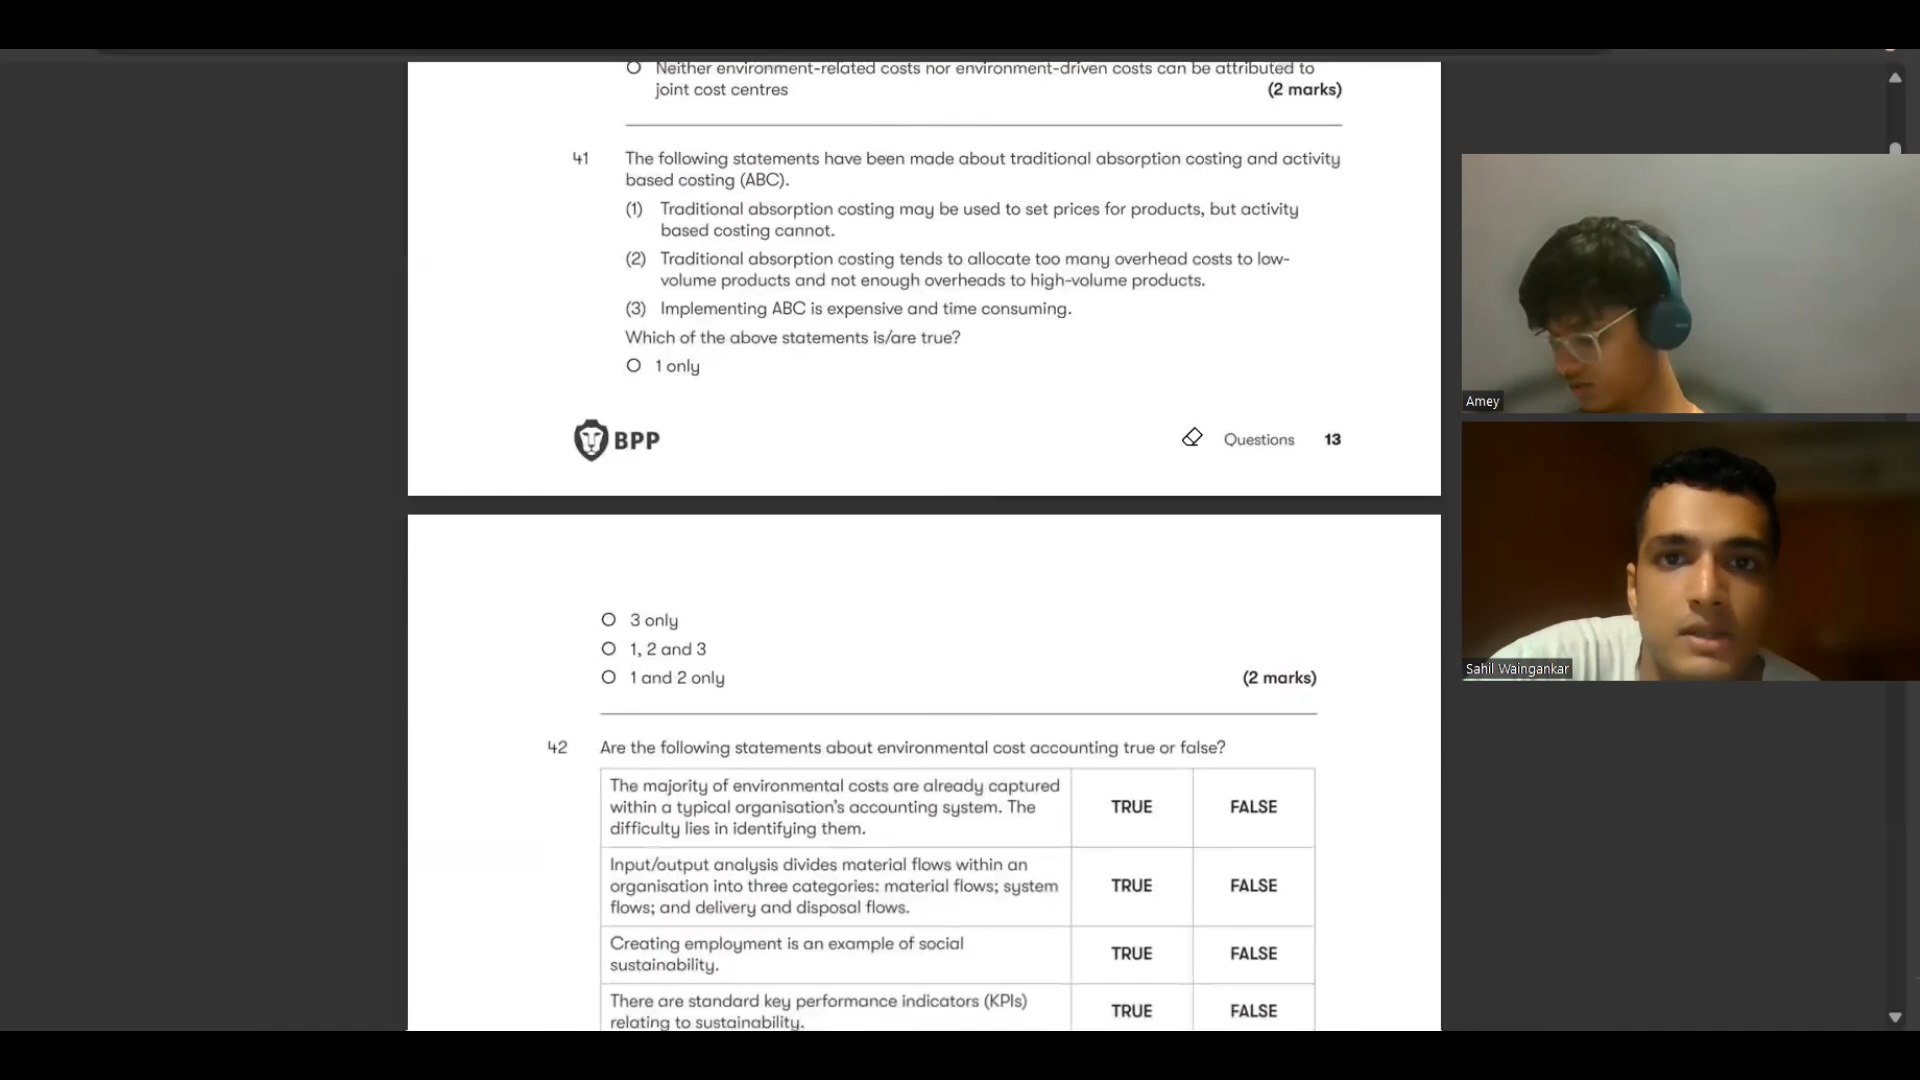 Neither environment-related costs nor environment-driven costs can be attributed to
joint cost centres (2 marks)
41 The following statements have been made about traditional absorption costing and activity
based costing (ABC).
(1) Traditional absorption costing may be used to set prices for products, but activity
based costing cannot.
(2) Traditional absorption costing tends to allocate too many overhead costs to low-
volume products and not enough overheads to high-volume products.
(3) Implementing ABC is expensive and time consuming.
Which of the above statements is/are true?
1 only
BPP Questions 13
3 only
1, 2 and 3
1 and 2 only (2 marks)
42 Are the following statements about environmental cost accounting true or false?
The majority of environmental costs are already captured
within a typical organisation's accounting system. The TRUE FALSE
difficulty lies in identifying them.
Input/output analysis divides material flows within an
organisation into three categories: material flows; system TRUE FALSE
flows; and delivery and disposal flows.
Creating employment is an example of social
sustainability. TRUE FALSE
There are standard key performance indicators (KPIs)
relating to sustainability. TRUE FALSE
Amey
Sahil Waingankar